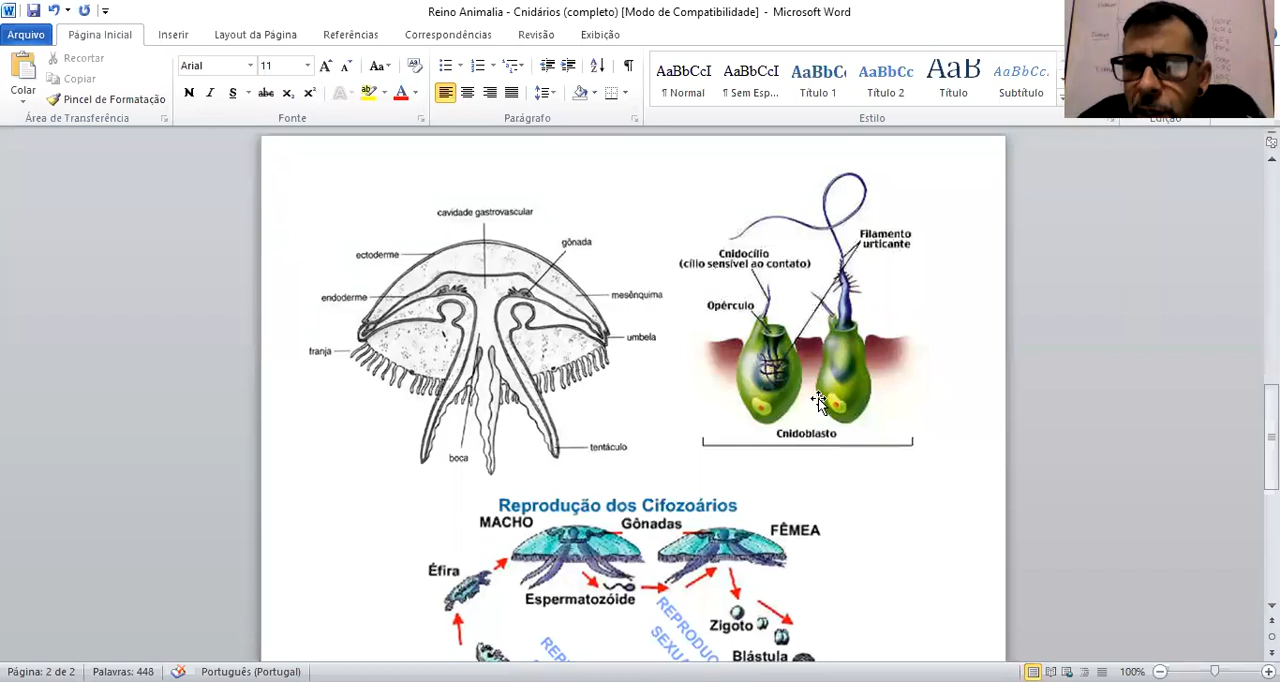 Reino Animalia - Cnidários (completo) [Modo de Compatibilidade] - Microsoft Word
Arquivo
Página Inicial
Inserir
Layout da Página
Referências
Correspondências
Revisão
Exibição
Colar
Recortar
Copiar
Pincel de Formatação
Área de Transferência
Arial
11
Fonte
Parágrafo
AaBbCcI
¶ Normal
AaBbCcI
¶ Sem Esp...
AaBbC
Título 1
AaBbCc
Título 2
AaB
Título
AaBbCc.
Subtítulo
Estilo
Edição
cavidade gastrovascular
gônada
ectoderme
endoderme
mesênquima
umbela
franja
boca
tentáculo
Cnidocílio
(cílio sensível ao contato)
Filamento
urticante
Opérculo
Cnidoblasto
Reprodução dos Cifozoários
MACHO
Gônadas
FÊMEA
Éfira
Espermatozóide
Zigoto
Blástula
Página: 2 de 2
Palavras: 448
Português (Portugal)
100%